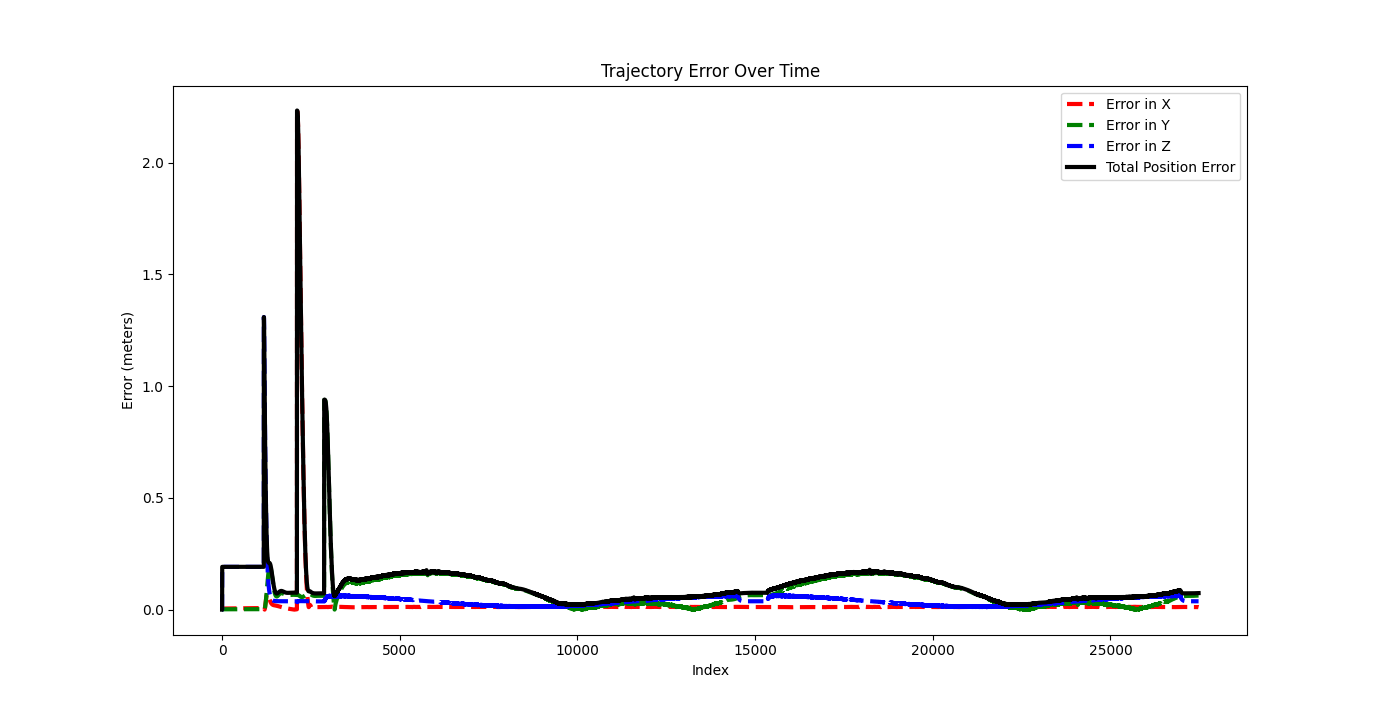 Trajectory Error Over Time
Error in X
Error in Y
Error in Z
Total Position Error
Error (meters)
2.0
1.5
1.0
0.5
0.0
0 5000 10000 15000 20000 25000
Index